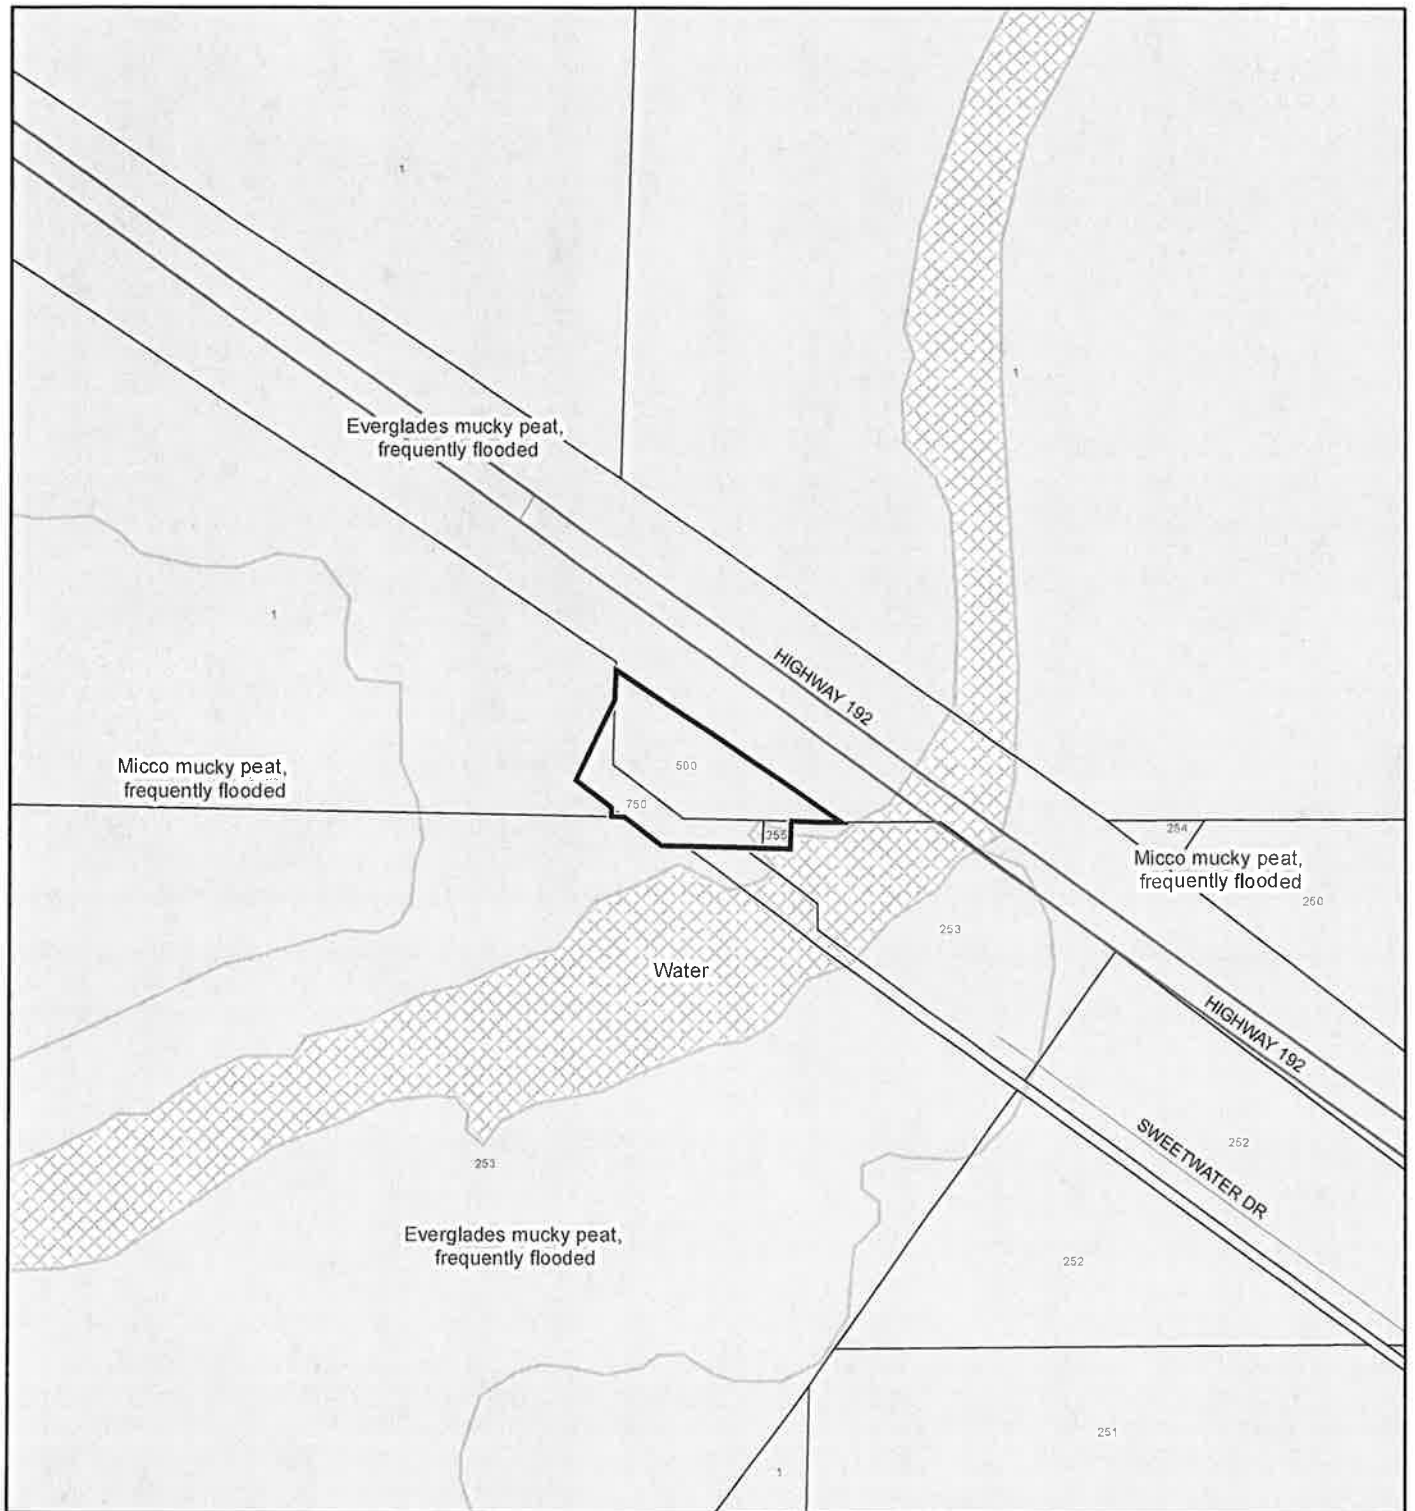 1
1
Everglades mucky peat,
frequently flooded
1
HIGHWAY 192
500
Micco mucky peat,
frequently flooded
750
255
254
Micco mucky peat,
frequently flooded
260
253
Water
HIGHWAY 192
SWEETWATER DR
252
253
Everglades mucky peat,
frequently flooded
252
251
1